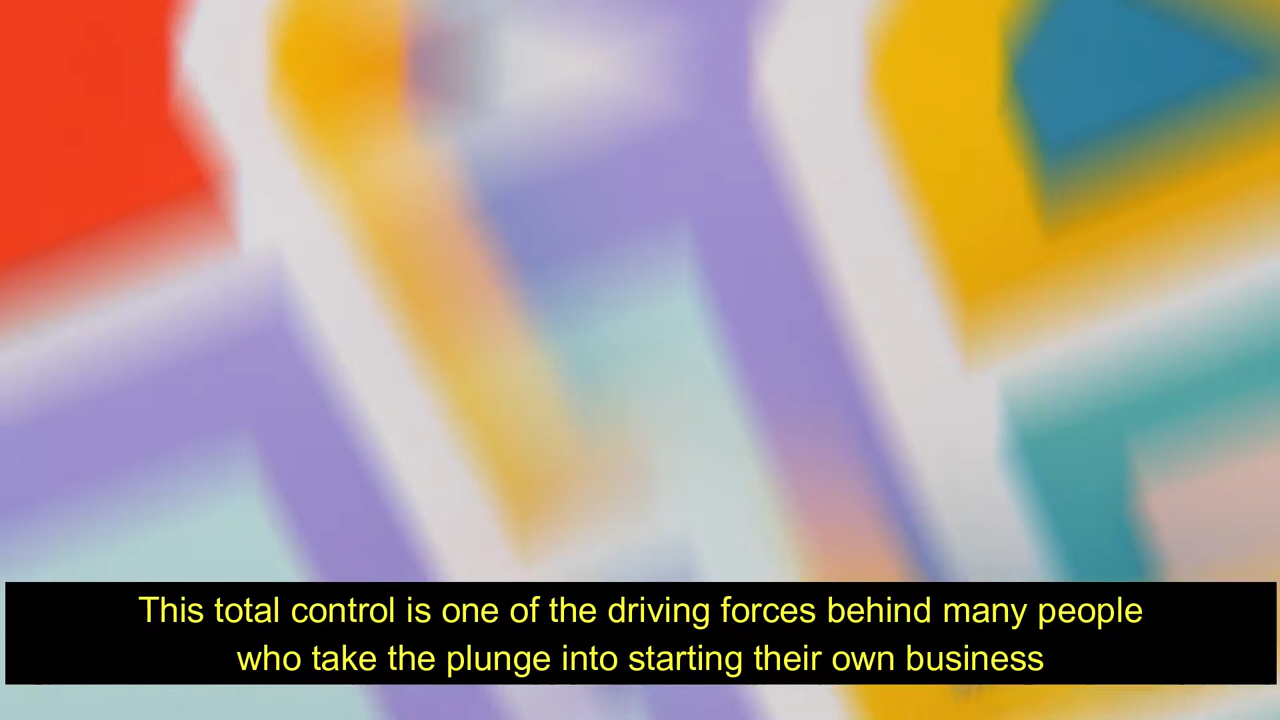 This total control is one of the driving forces behind many people
who take the plunge into starting their own business